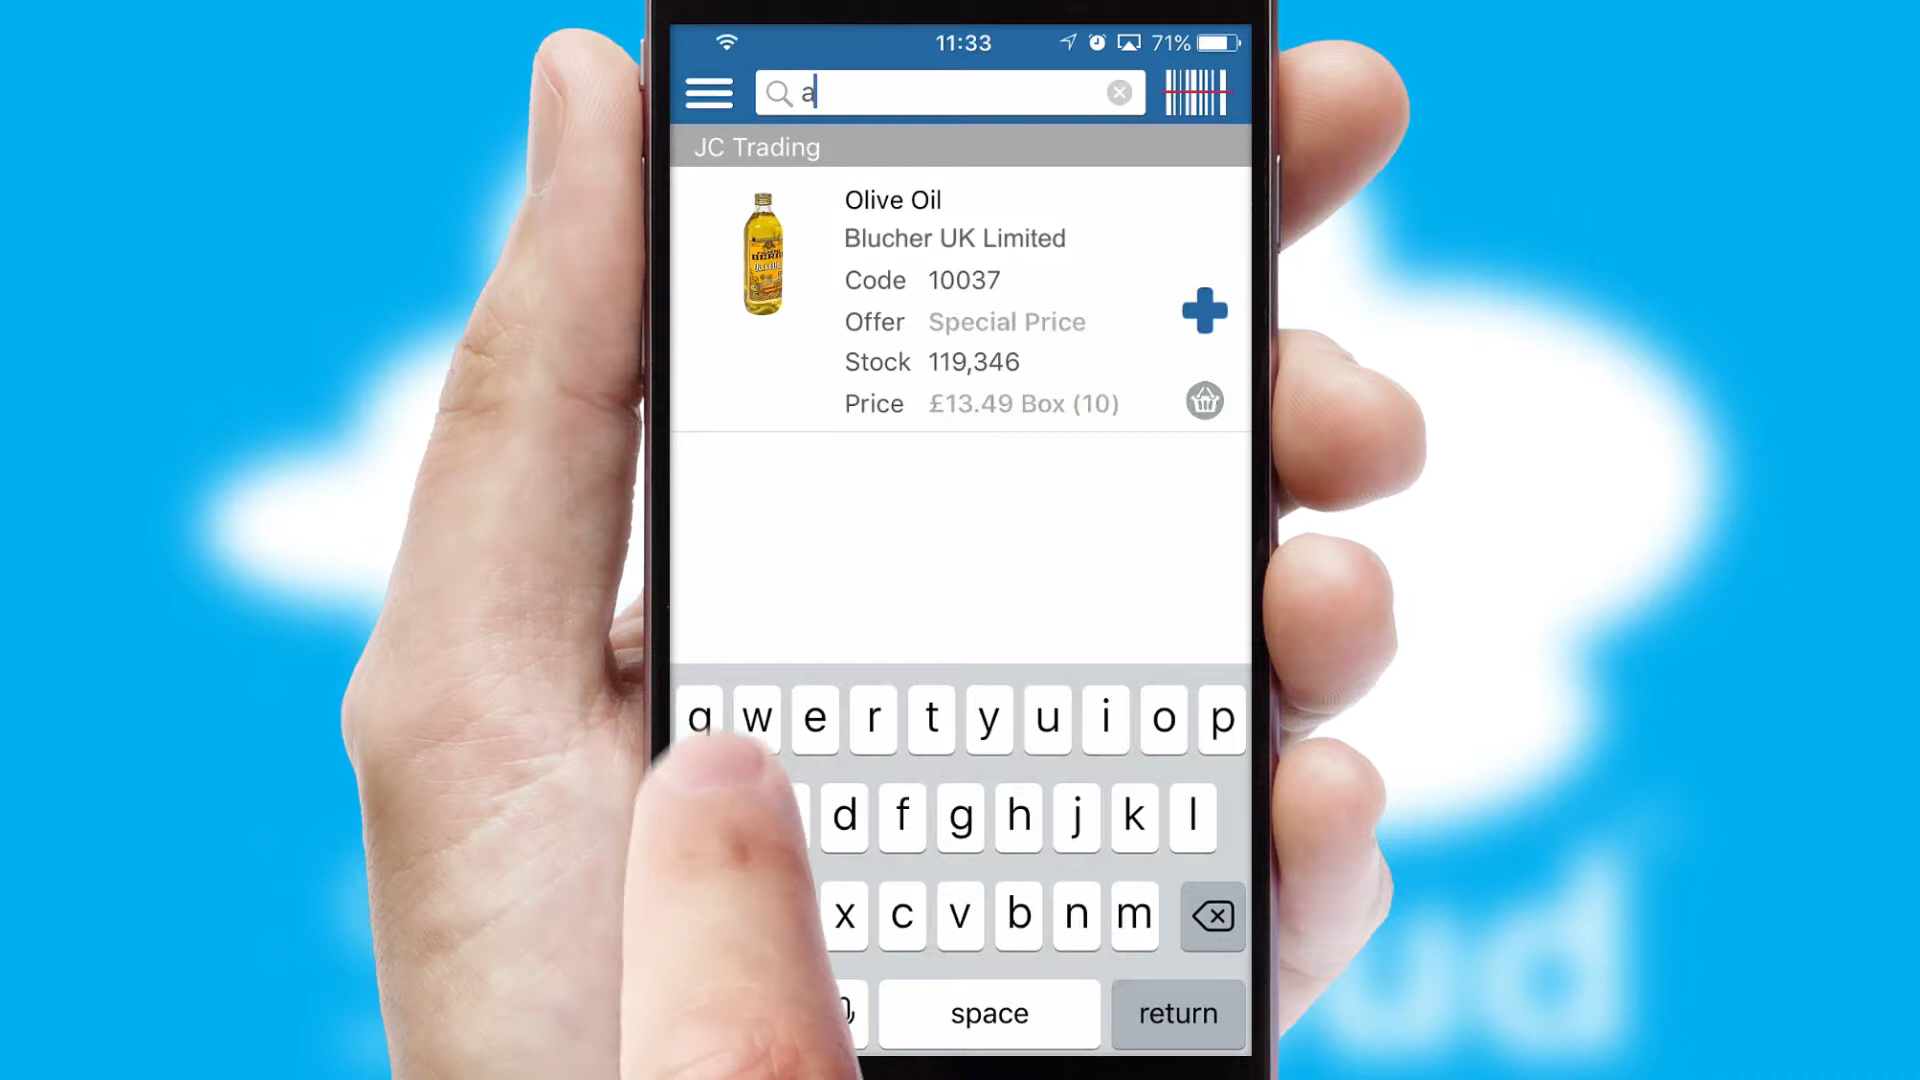 11:33
71%
a
JC Trading
Olive Oil
Blucher UK Limited
Code 10037
Offer Special Price
Stock 119,346
Price £13.49 Box (10)
q w e r t y u i o p
d f g h j k l
x c v b n m
space return
ud